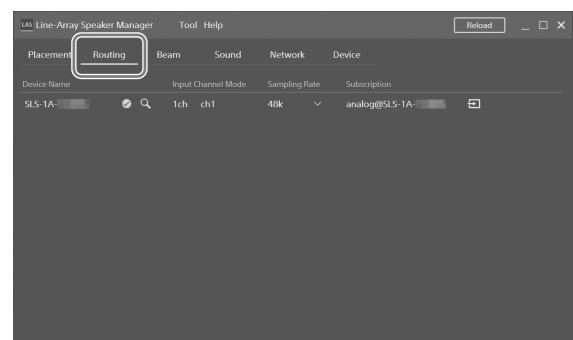 LAS Line-Array Speaker Manager Tool Help Reload
Placement Routing Beam Sound Network Device
Device Name Input Channel Mode Sampling Rate Subscription
SLS-1A- 1ch ch1 48k analog@SLS-1A-